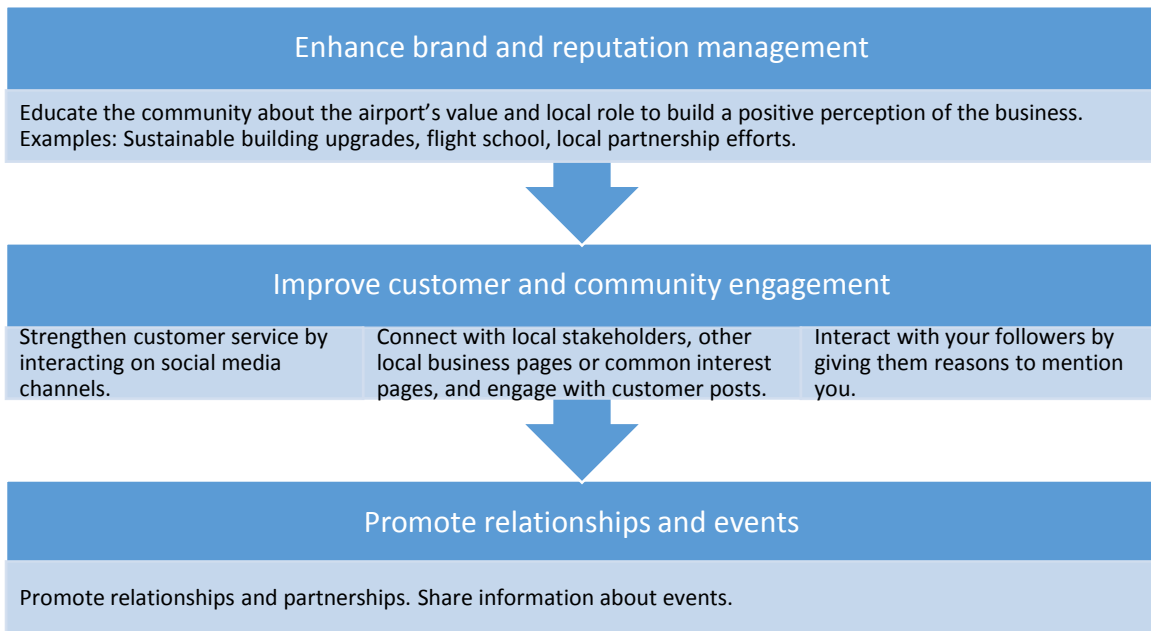 Enhance brand and reputation management
Educate the community about the airport’s value and local role to build a positive perception of the business.
Examples: Sustainable building upgrades, flight school, local partnership efforts.
Improve customer and community engagement
Strengthen customer service by
interacting on social media
channels.
Connect with local stakeholders, other
local business pages or common interest
pages, and engage with customer posts.
Interact with your followers by
giving them reasons to mention
you.
Promote relationships and events
Promote relationships and partnerships. Share information about events.